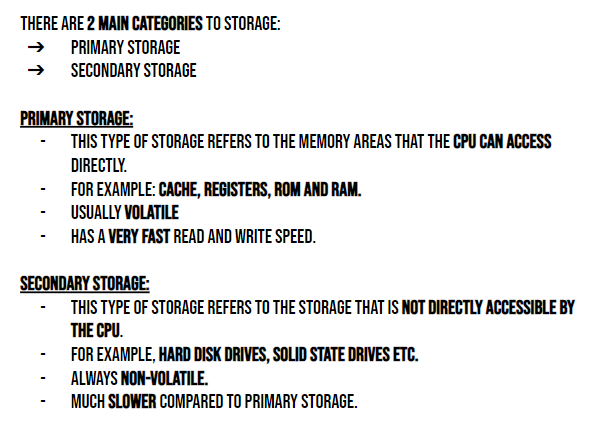 THERE ARE 2 MAIN CATEGORIES TO STORAGE:
➔ PRIMARY STORAGE
➔ SECONDARY STORAGE
PRIMARY STORAGE:
- THIS TYPE OF STORAGE REFERS TO THE MEMORY AREAS THAT THE CPU CAN ACCESS
DIRECTLY.
- FOR EXAMPLE: CACHE, REGISTERS, ROM AND RAM.
- USUALLY VOLATILE
- HAS A VERY FAST READ AND WRITE SPEED.
SECONDARY STORAGE:
- THIS TYPE OF STORAGE REFERS TO THE STORAGE THAT IS NOT DIRECTLY ACCESSIBLE BY
THE CPU.
- FOR EXAMPLE, HARD DISK DRIVES, SOLID STATE DRIVES ETC.
- ALWAYS NON-VOLATILE.
- MUCH SLOWER COMPARED TO PRIMARY STORAGE.